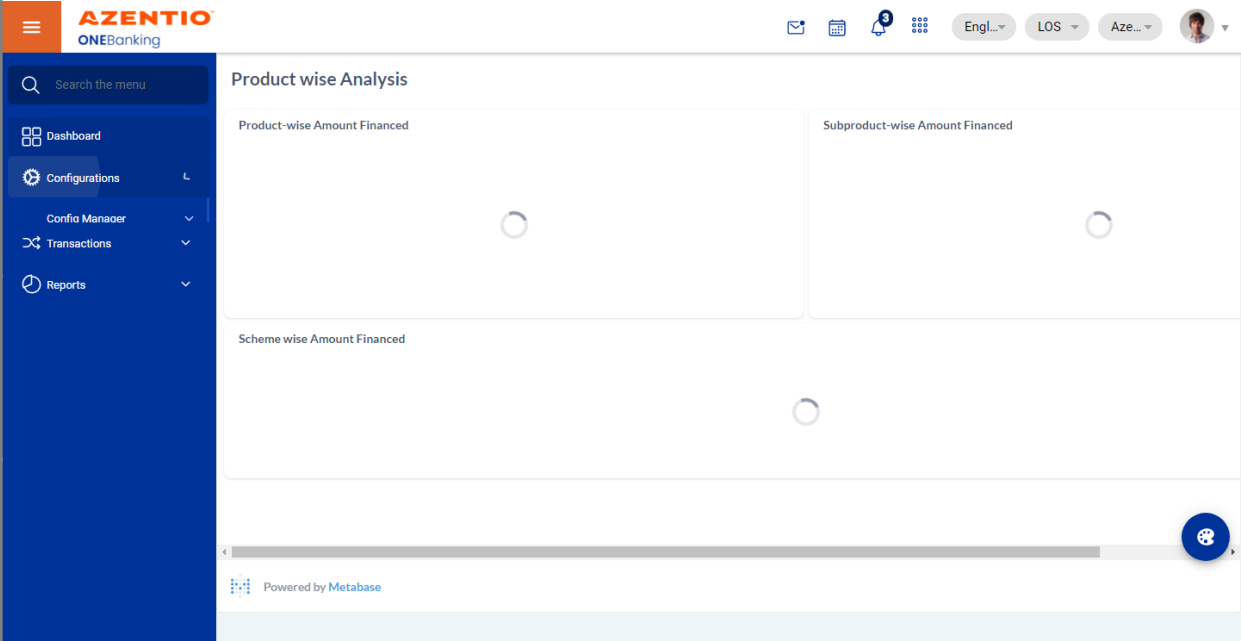 AZENTIO™
ONEBanking
3
Engl...
LOS
Aze...
Search the menu
Dashboard
Configurations
Config Manager
Transactions
Reports
Product wise Analysis
Product-wise Amount Financed
Subproduct-wise Amount Financed
Scheme wise Amount Financed
Powered by Metabase